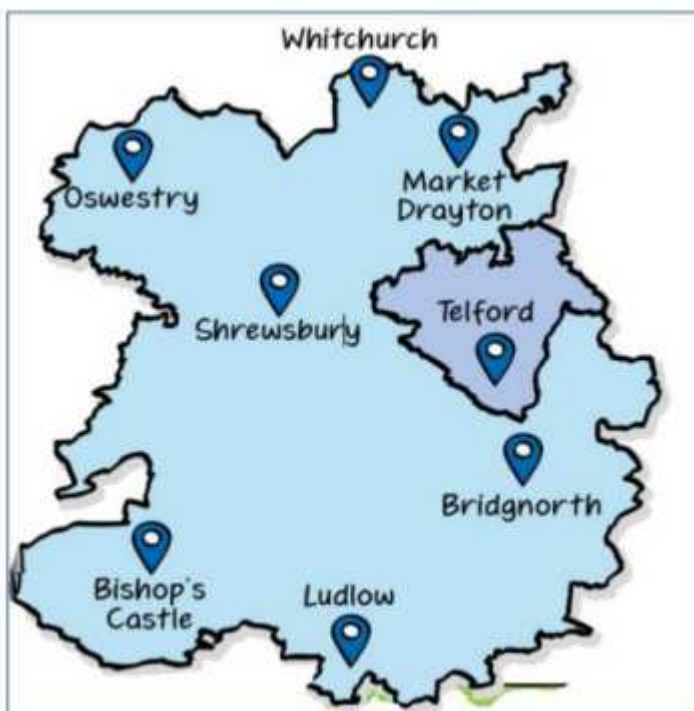 Whitchurch
Oswestry
Market
Drayton
Telford
Shrewsbury
Bridgnorth
Bishop's
Castle
Ludlow